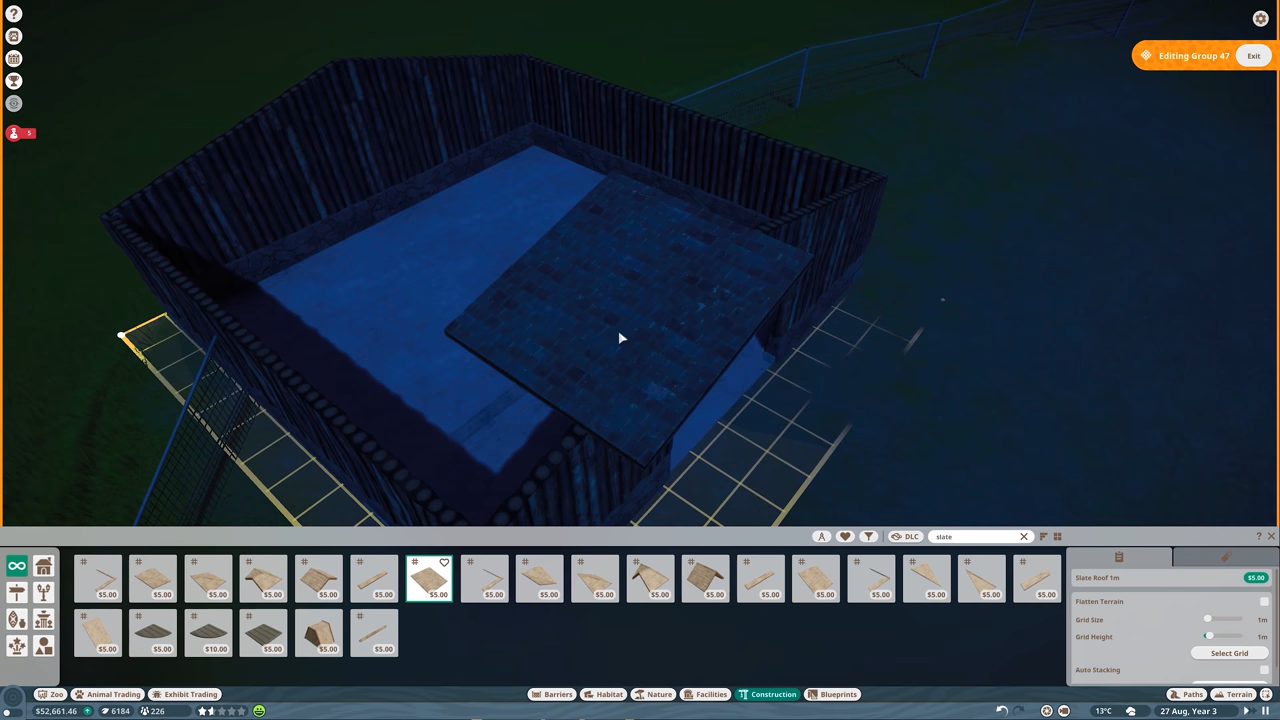 ?
Editing Group 47
Exit
5
DLC
slate
?
$5.00 $5.00 $5.00 $5.00 $5.00 $5.00 $5.00 $5.00 $5.00 $5.00 $5.00 $5.00 $5.00 $5.00 $5.00 $5.00 $5.00 $5.00
$5.00 $5.00 $10.00 $5.00 $5.00 $5.00
Slate Roof 1m $5.00
Flatten Terrain
Grid Size 1m
Grid Height 1m
Select Grid
Auto Stacking
Zoo Animal Trading Exhibit Trading Barriers Habitat Nature Facilities Construction Blueprints Paths Terrain
$52,661.46 6184 226 13°C 27 Aug, Year 3